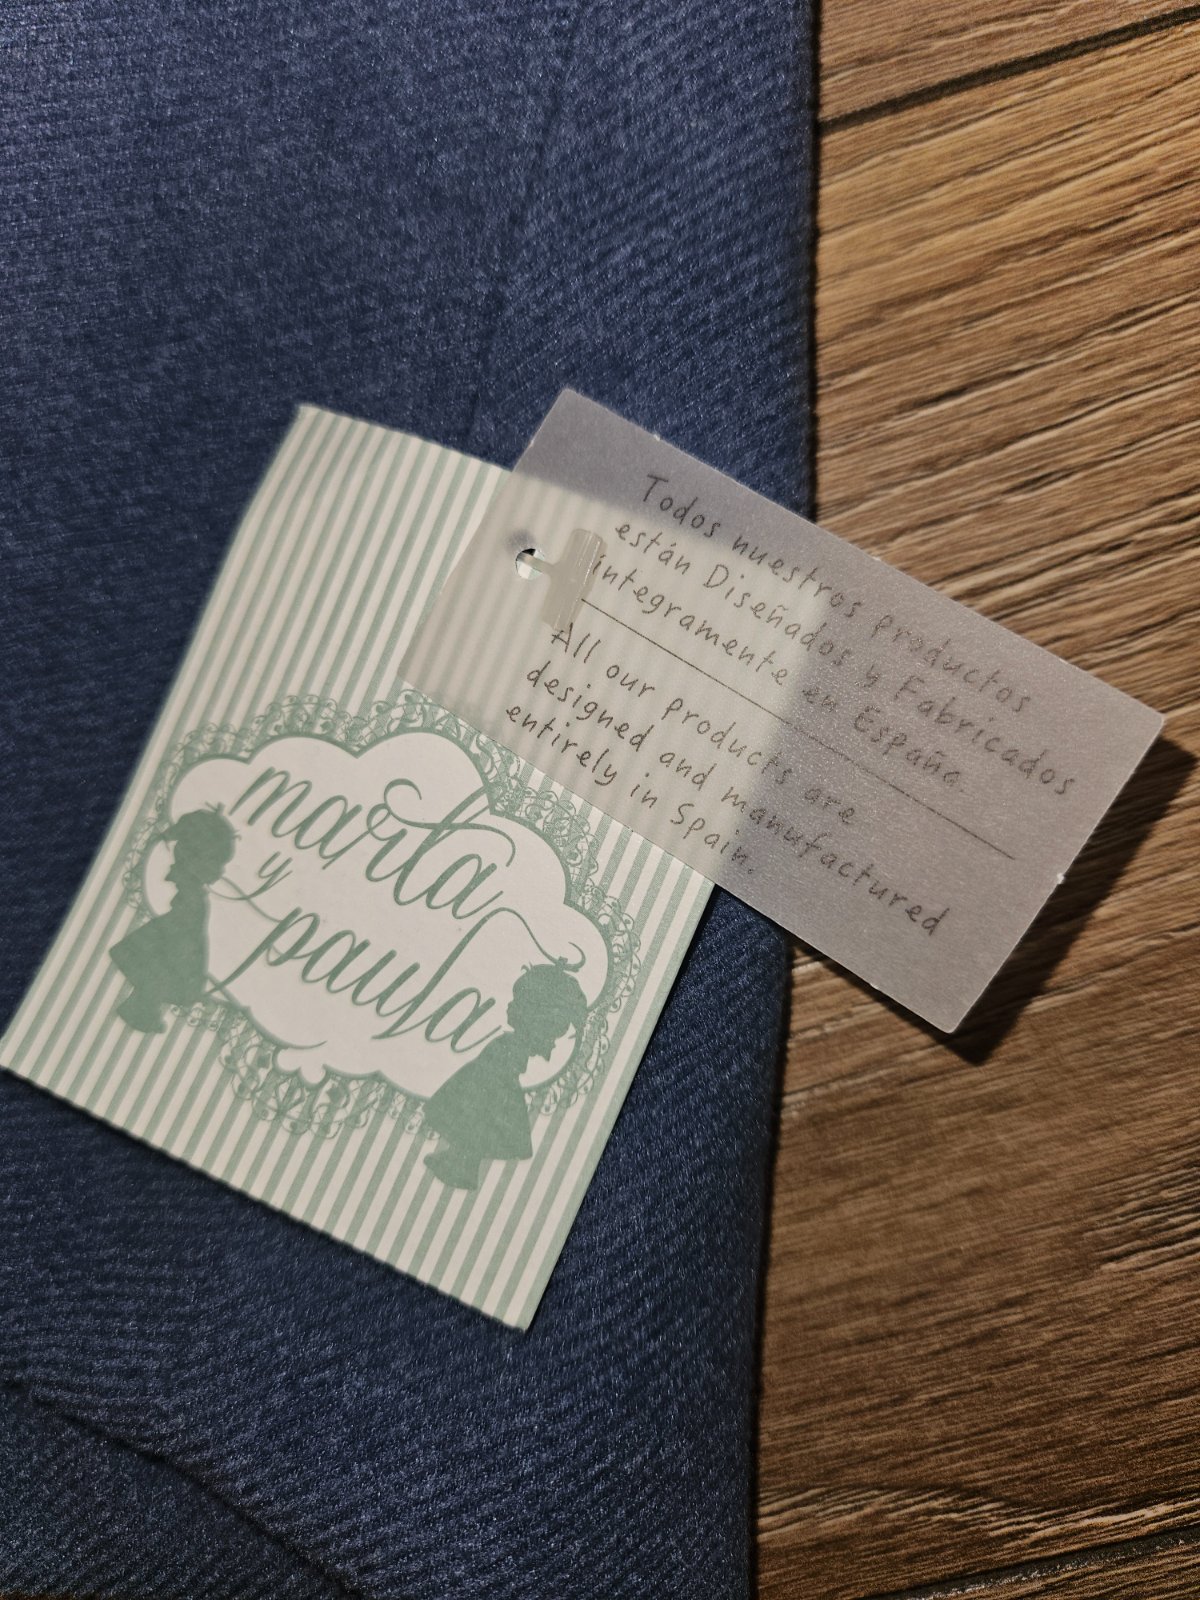 Todos nuestros productos
están Diseñados y Fabricados
integramente en España.
All our products are
designed and manufactured
entirely in Spain.
marta
y
paula